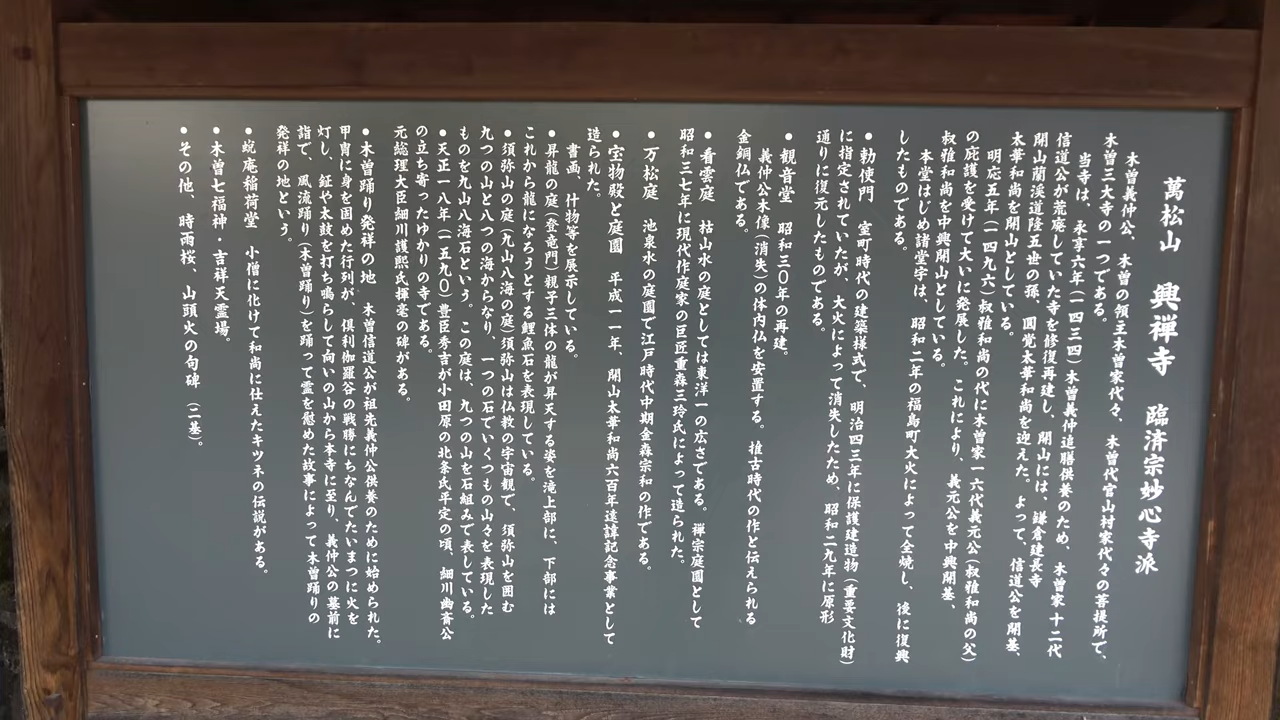 萬松山　興禅寺　臨済宗妙心寺派
木曽義仲公、木曽の領主木曽家代々、木曽代官山村家代々の菩提所で、
木曽三大寺の一つである。
当寺は、永享六年（一四三四）木曽義仲追膳供養のため、木曽家十二代
信道公が荒廃していた寺を修復再建し、開山には、鎌倉建長寺
開山蘭渓道隆五世の孫、圓覚太華和尚を迎えた。よって、信道公を開基、
太華和尚を開山としている。
明応五年（一四九六）叔雅和尚の代に木曽家一六代義元公（叔雅和尚の父）
の庇護を受けて大いに発展した。これにより、義元公を中興開基、
叔雅和尚を中興開山としている。
本堂はじめ諸堂宇は、昭和二年の福島町大火によって全焼し、後に復興
したものである。
●勅使門　室町時代の建築様式で、明治四三年に保護建造物（重要文化財）
に指定されていたが、大火によって消失したため、昭和二九年に原形
通りに復元したものである。
●観音堂　昭和三〇年の再建。
義仲公木像（消失）の体内仏を安置する。推古時代の作と伝えられる
金銅仏である。
●看雲庭　枯山水の庭としては東洋一の広さである。禅宗庭園として
昭和三七年に現代作庭家の巨匠重森三玲氏によって造られた。
●万松庭　池泉水の庭園で江戸時代中期金森宗和の作である。
●宝物殿と庭園　平成一一年、開山太華和尚六百年遠諱記念事業として
造られた。
書画、什物等を展示している。
●昇龍の庭（登竜門）親子三体の龍が昇天する姿を滝上部に、下部には
これから龍になろうとする鯉魚石を表現している。
●須弥山の庭（九山八海の庭）須弥山は仏教の宇宙観で、須弥山を囲む
九つの山と八つの海からなり、一つの石でいくつもの山々を表現した
ものを九山八海石という。この庭は、九つの山を石組みで表している。
●天正一八年（一五九〇）豊臣秀吉が小田原の北条氏平定の頃、細川幽斎公
の立ち寄ったゆかりの寺である。
元総理大臣細川護熙氏揮毫の碑がある。
●木曽踊り発祥の地　木曽信道公が祖先義仲公供養のために始められた。
甲冑に身を固めた行列が、倶利伽羅谷の戦勝にちなんでたいまつに火を
灯し、鉦や太鼓を打ち鳴らして向いの山から本寺に至り、義仲公の墓前に
詣で、風流踊り（木曽踊り）を踊って霊を慰めた故事によって木曽踊りの
発祥の地という。
●蛻庵稲荷堂　小僧に化けて和尚に仕えたキツネの伝説がある。
●木曽七福神・吉祥天霊場。
●その他、時雨桜、山頭火の句碑（二基）。